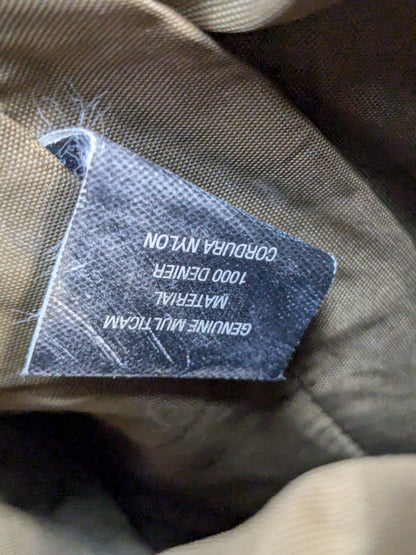 GENUINE MULTICAM
MATERIAL
1000 DENIER
CORDURA NYLON